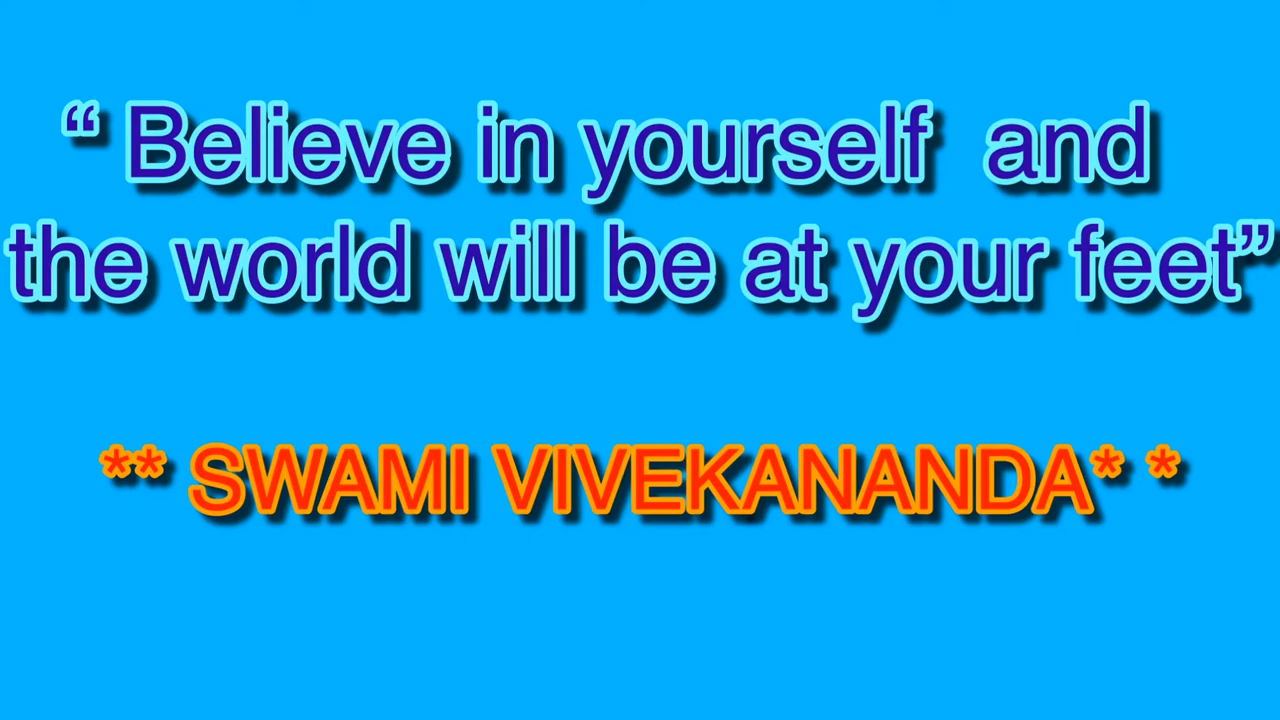 “ Believe in yourself  and
the world will be at your feet”
** SWAMI VIVEKANANDA* *